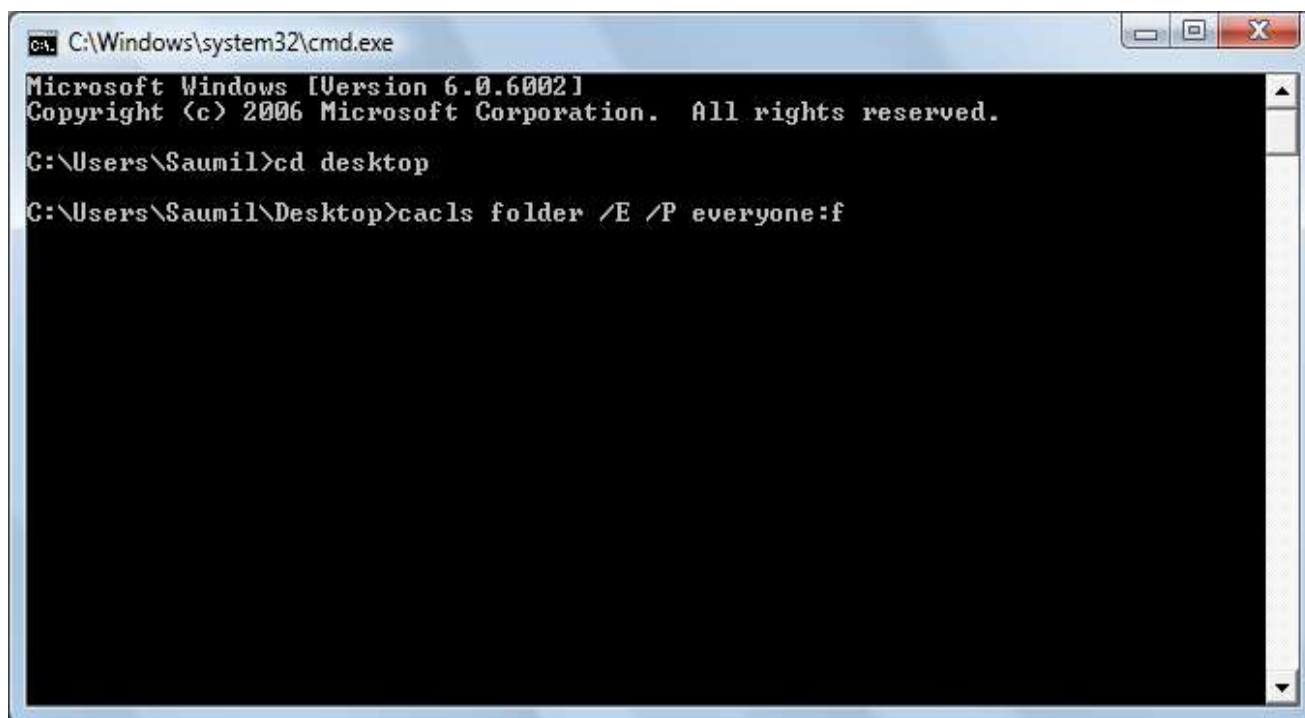 C:\Windows\system32\cmd.exe
Microsoft Windows [Version 6.0.6002]
Copyright (c) 2006 Microsoft Corporation.  All rights reserved.
C:\Users\Saumil>cd desktop
C:\Users\Saumil\Desktop>cacls folder /E /P everyone:f